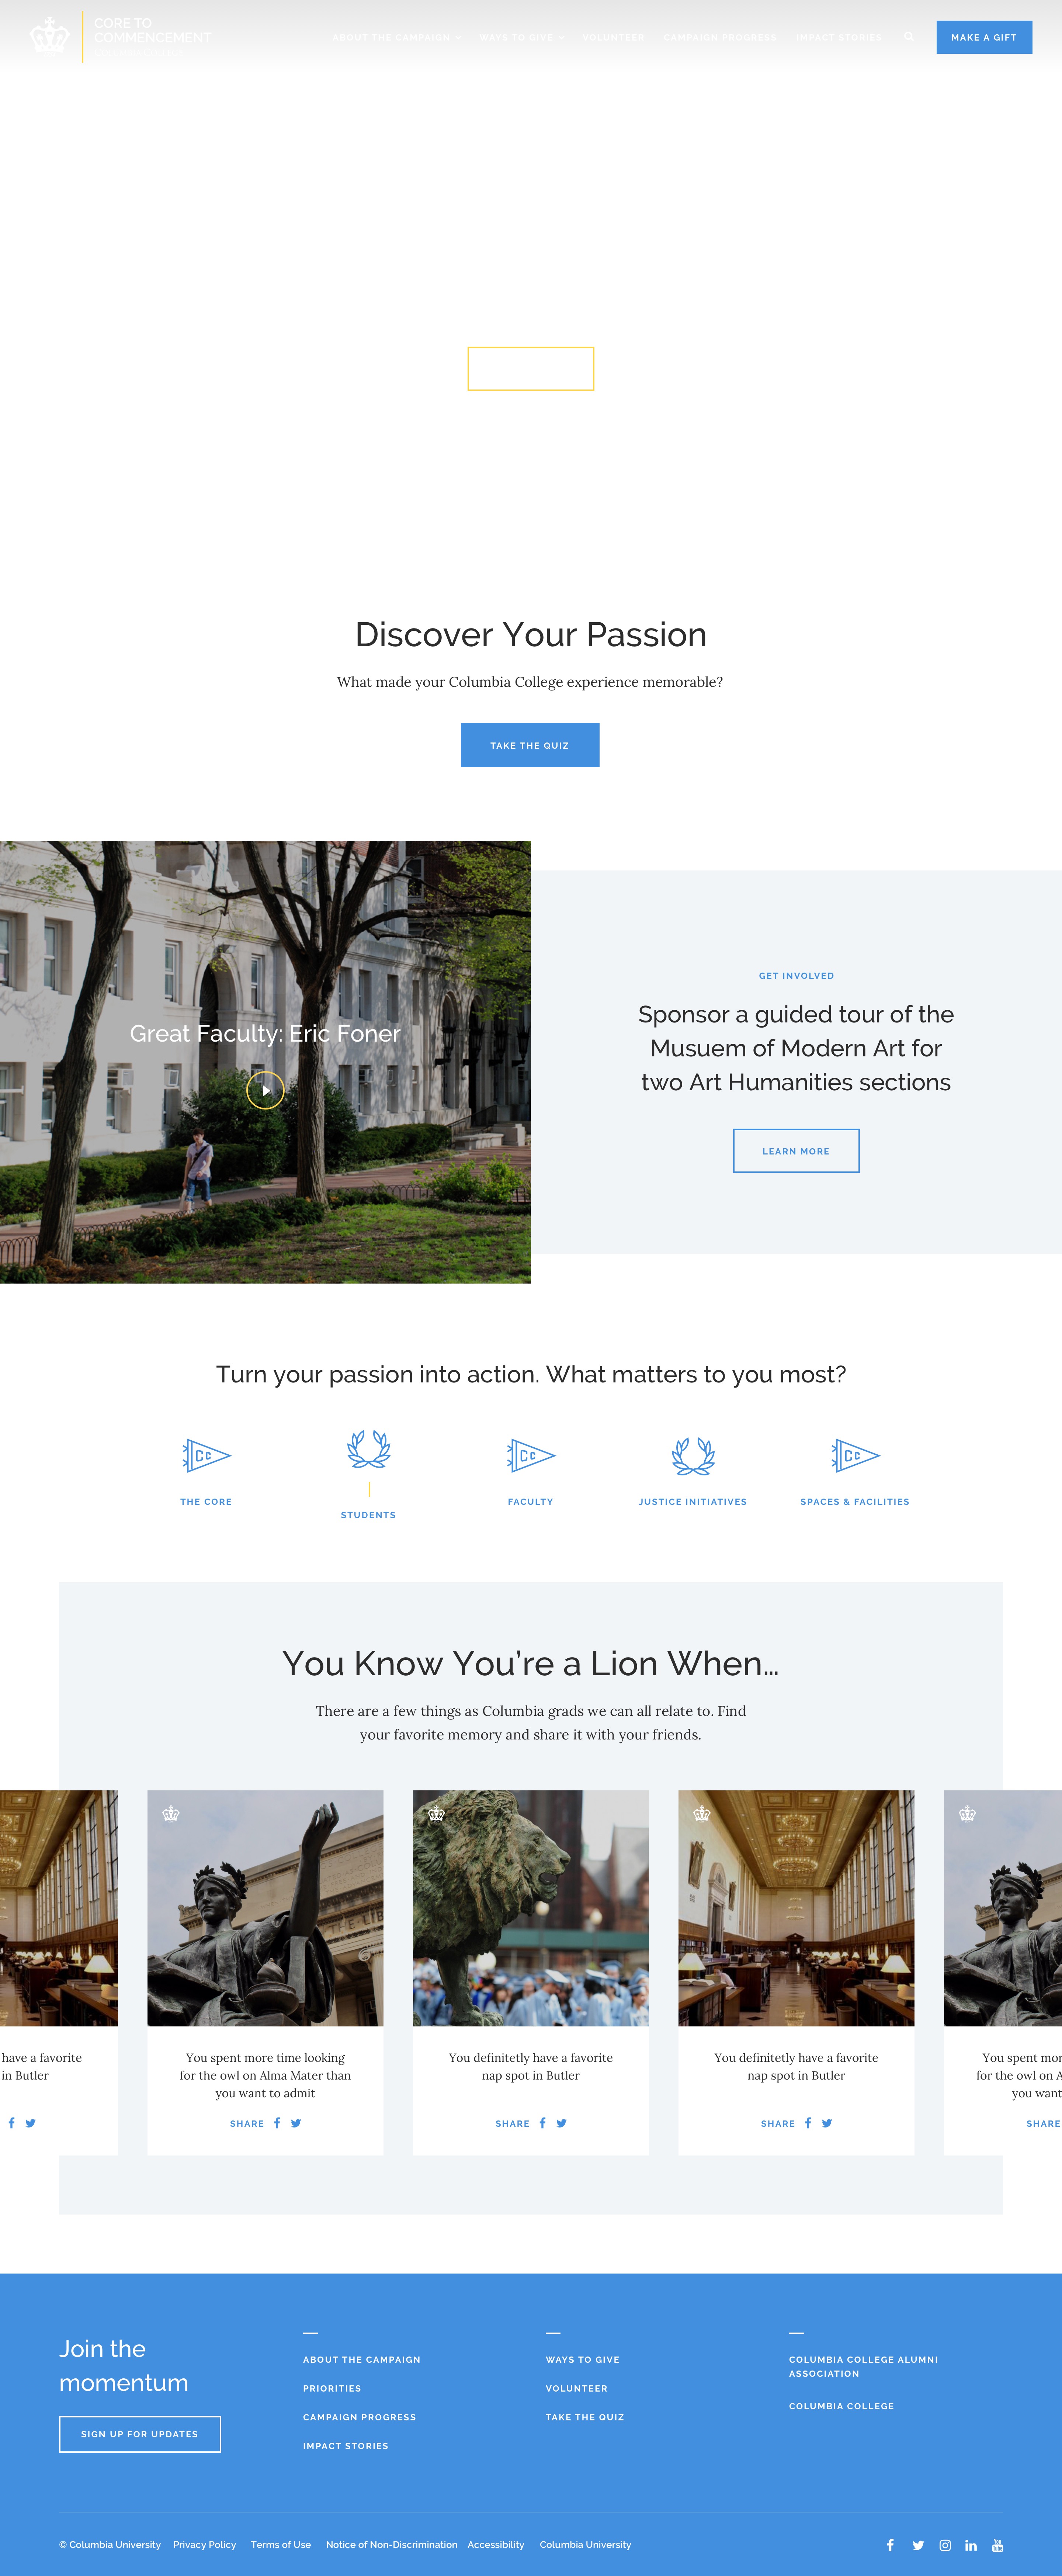 CORE TO
COMMENCEMENT
ABOUT THE CAMPAIGN
WAYS TO GIVE
VOLUNTEER
CAMPAIGN PROGRESS
IMPACT STORIES
MAKE A GIFT
Discover Your Passion
What made your Columbia College experience memorable?
TAKE THE QUIZ
Great Faculty: Eric Foner
GET INVOLVED
Sponsor a guided tour of the
Musuem of Modern Art for
two Art Humanities sections
LEARN MORE
Turn your passion into action. What matters to you most?
Cc
Cc
Cc
THE CORE
STUDENTS
FACULTY
JUSTICE INITIATIVES
SPACES & FACILITIES
You Know You’re a Lion When...
There are a few things as Columbia grads we can all relate to. Find
your favorite memory and share it with your friends.
have a favorite
in Butler
You spent more time looking
for the owl on Alma Mater than
you want to admit
SHARE
You definitetly have a favorite
nap spot in Butler
SHARE
You definitely have a favorite
nap spot in Butler
SHARE
You spent mor
for the owl on A
you want
SHARE
Join the
momentum
SIGN UP FOR UPDATES
ABOUT THE CAMPAIGN
PRIORITIES
CAMPAIGN PROGRESS
IMPACT STORIES
WAYS TO GIVE
VOLUNTEER
TAKE THE QUIZ
COLUMBIA COLLEGE ALUMNI
ASSOCIATION
COLUMBIA COLLEGE
© Columbia University
Privacy Policy
Terms of Use
Notice of Non-Discrimination
Accessibility
Columbia University